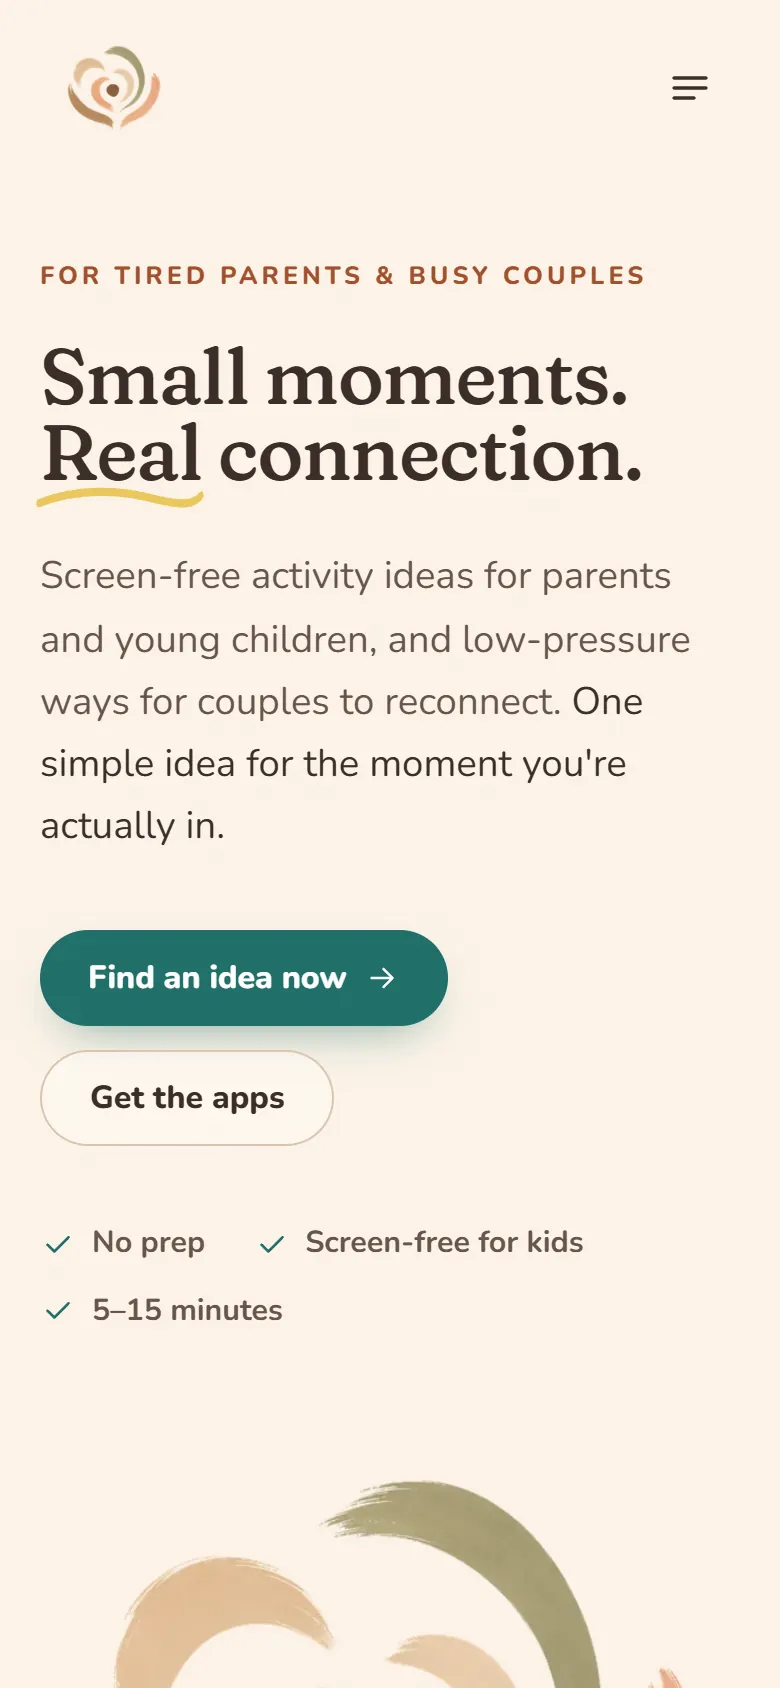 FOR TIRED PARENTS & BUSY COUPLES
Small moments.
Real connection.
Screen-free activity ideas for parents
and young children, and low-pressure
ways for couples to reconnect. One
simple idea for the moment you're
actually in.
Find an idea now →
Get the apps
No prep
Screen-free for kids
5–15 minutes